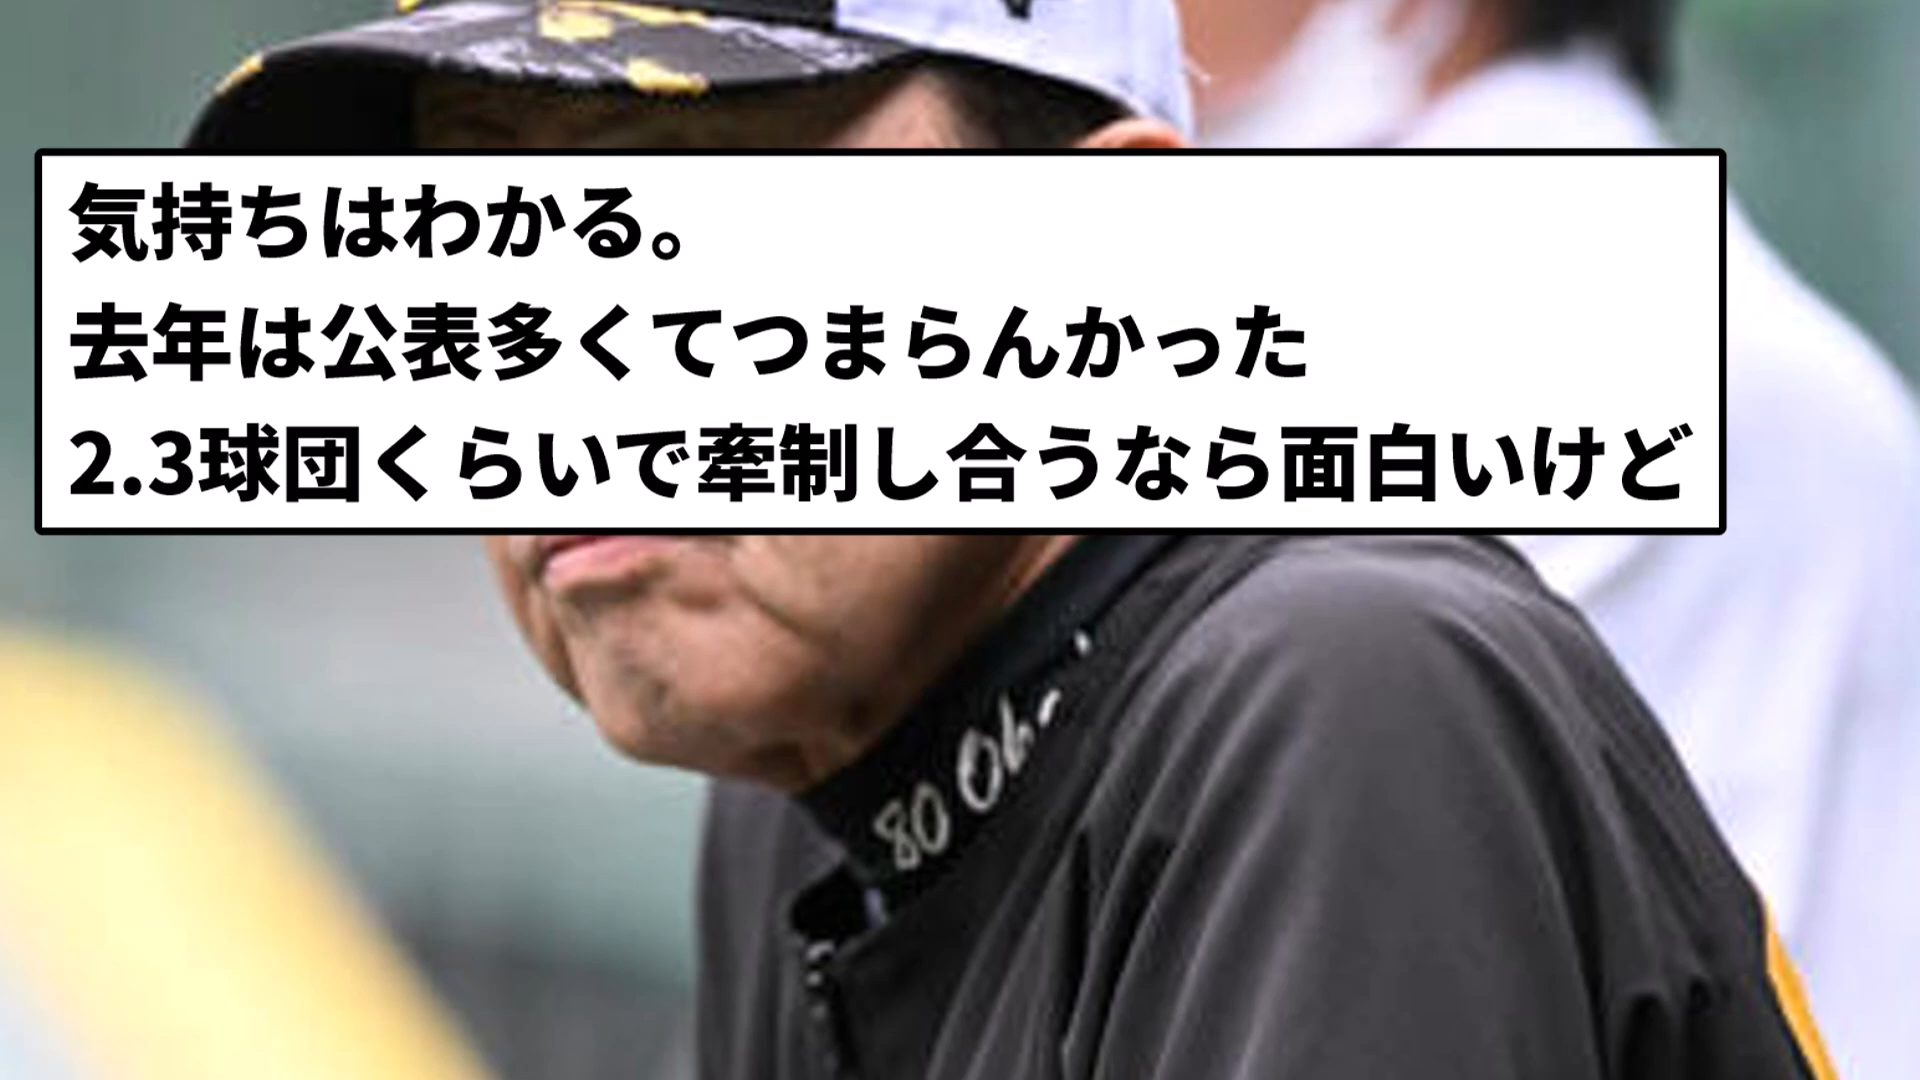 気持ちはわかる。
去年は公表多くてつまらんかった
2.3球団くらいで牽制し合うなら面白いけど
80